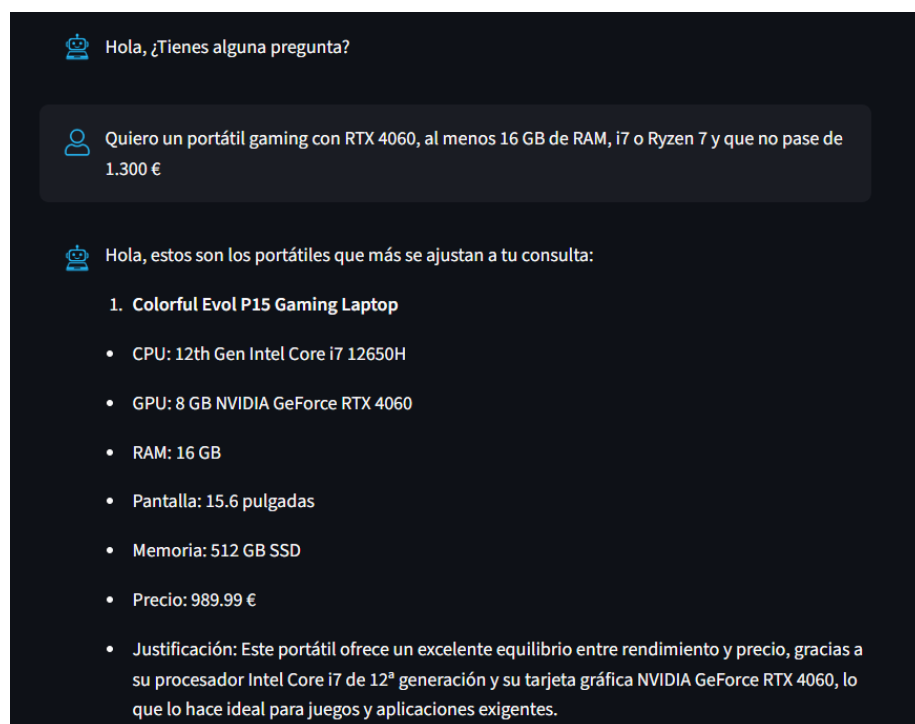 Hola, ¿Tienes alguna pregunta?
Quiero un portátil gaming con RTX 4060, al menos 16 GB de RAM, i7 o Ryzen 7 y que no pase de
1.300 €
Hola, estos son los portátiles que más se ajustan a tu consulta:
1. Colorful Evol P15 Gaming Laptop
• CPU: 12th Gen Intel Core i7 12650H
• GPU: 8 GB NVIDIA GeForce RTX 4060
• RAM: 16 GB
• Pantalla: 15.6 pulgadas
• Memoria: 512 GB SSD
• Precio: 989.99 €
• Justificación: Este portátil ofrece un excelente equilibrio entre rendimiento y precio, gracias a
su procesador Intel Core i7 de 12ª generación y su tarjeta gráfica NVIDIA GeForce RTX 4060, lo
que lo hace ideal para juegos y aplicaciones exigentes.